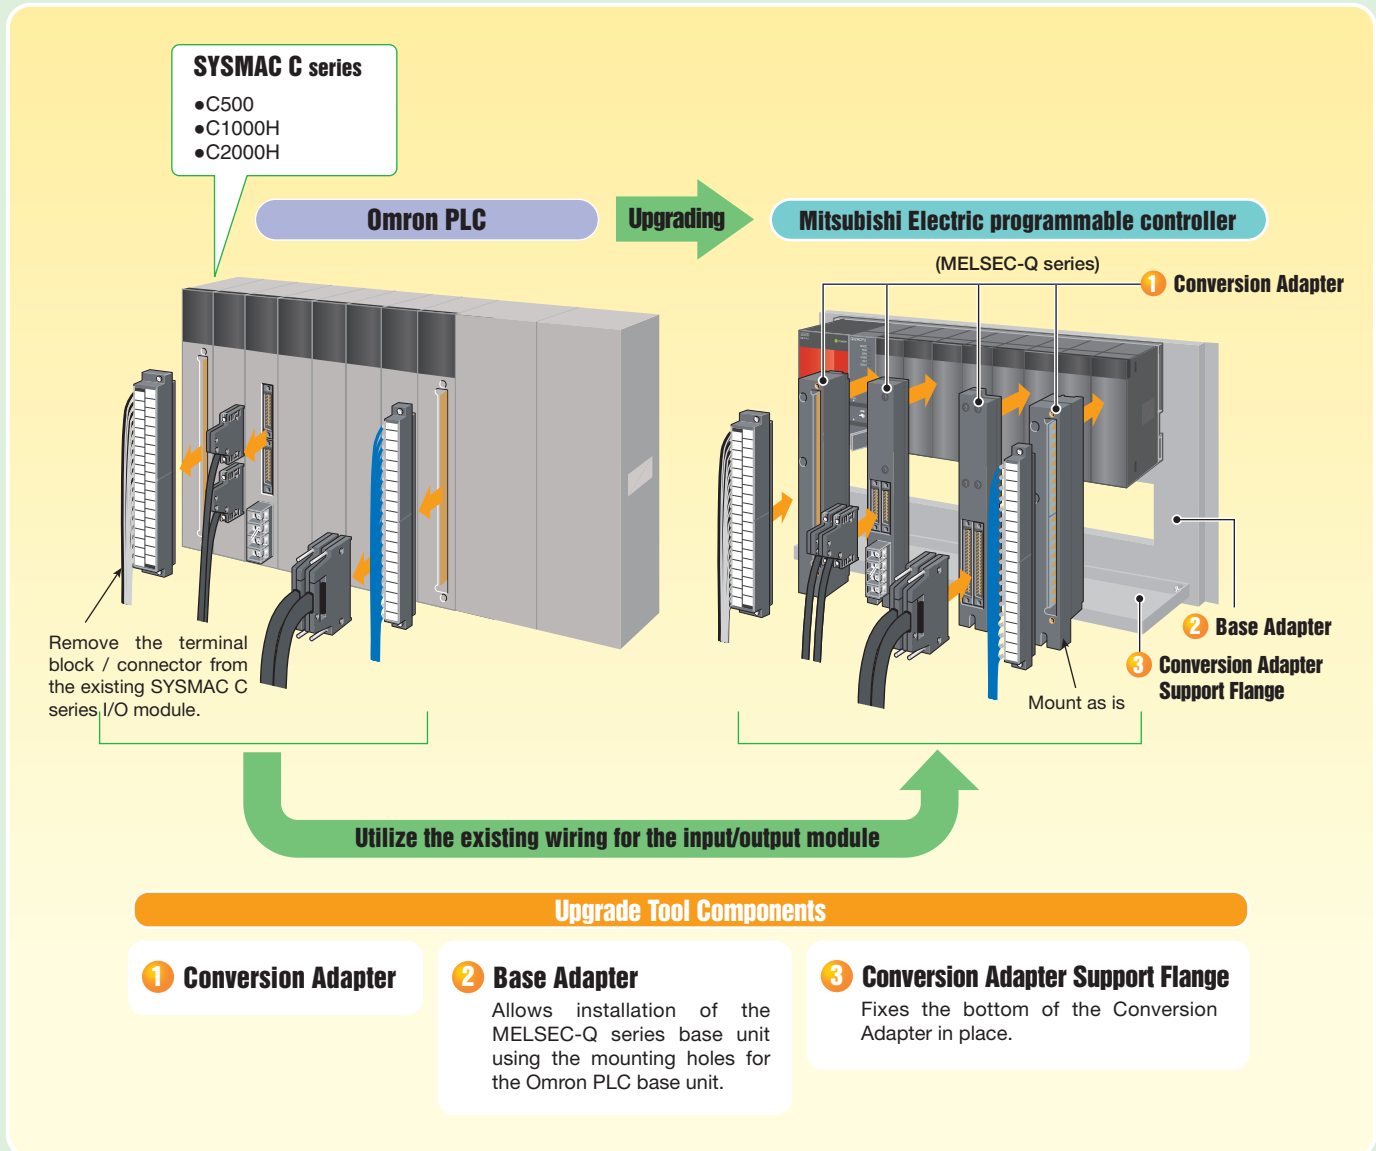 SYSMAC C series
●C500
●C1000H
●C2000H
Omron PLC
Upgrading
Mitsubishi Electric programmable controller
(MELSEC-Q series)
1 Conversion Adapter
2 Base Adapter
3 Conversion Adapter
Support Flange
Mount as is
Remove the terminal
block / connector from
the existing SYSMAC C
series I/O module.
Utilize the existing wiring for the input/output module
Upgrade Tool Components
1 Conversion Adapter
2 Base Adapter
Allows installation of the
MELSEC-Q series base unit
using the mounting holes for
the Omron PLC base unit.
3 Conversion Adapter Support Flange
Fixes the bottom of the Conversion
Adapter in place.